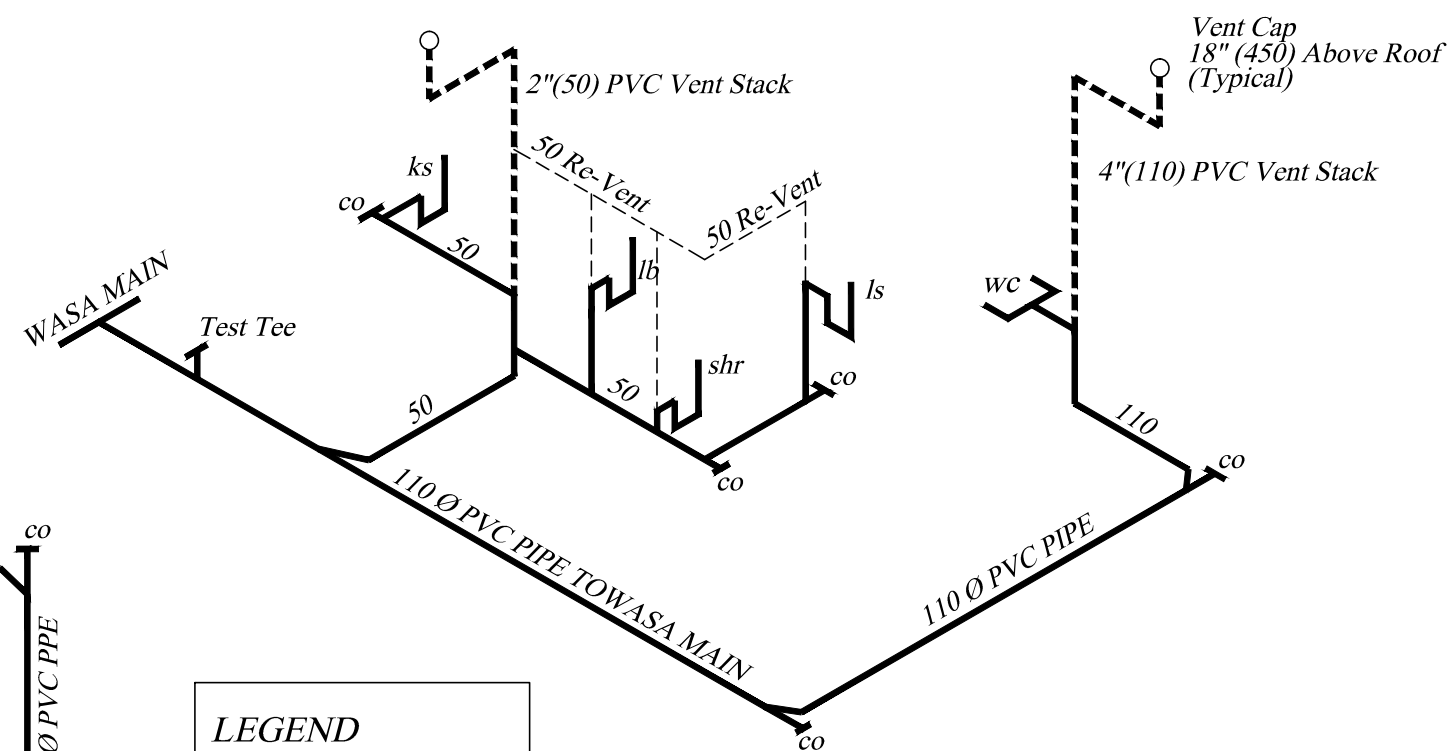 Vent Cap
18" (450) Above Roof
(Typical)
2"(50) PVC Vent Stack
4"(110) PVC Vent Stack
50 Re-Vent
50 Re-Vent
ks
co
50
lb
ls
wc
WASA MAIN
Test Tee
shr
co
50
50
110
co
co
110 Ø PVC PIPE TOWASA MAIN
110 Ø PVC PIPE
co
Ø PVC PPE
LEGEND
co